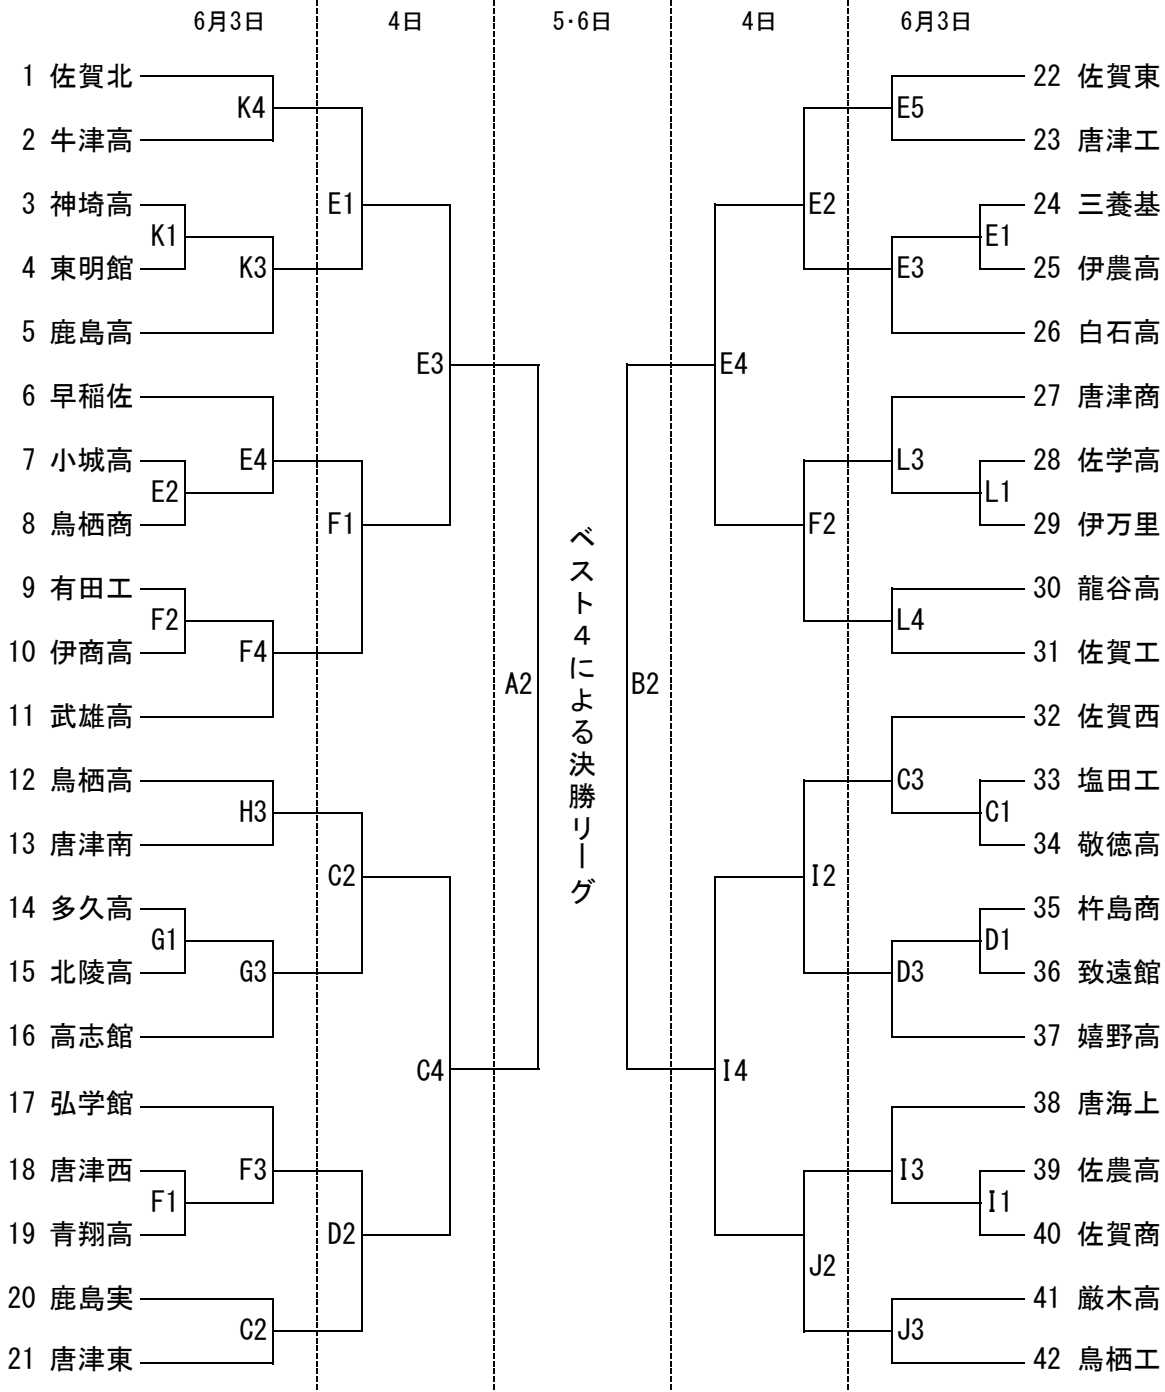 6月3日 4日 5・6日 4日 6月3日
1 佐賀北
K4
2 牛津高
3 神埼高
K1
4 東明館
K3
5 鹿島高
E1
6 早稲佐
7 小城高
E2
8 鳥栖商
E4
9 有田工
F2
10 伊商高
F4
11 武雄高
F1
E3
12 鳥栖高
H3
13 唐津南
14 多久高
G1
15 北陵高
G3
16 高志館
C2
17 弘学館
18 唐津西
F1
19 青翔高
F3
20 鹿島実
C2
21 唐津東
D2
C4
A2
ベスト4による決勝リーグ
B2
22 佐賀東
E5
23 唐津工
24 三養基
E1
25 伊農高
E3
26 白石高
E2
27 唐津商
28 佐学高
L1
29 伊万里
L3
30 龍谷高
L4
31 佐賀工
F2
E4
32 佐賀西
33 塩田工
C1
34 敬徳高
C3
35 杵島商
D1
36 致遠館
D3
37 嬉野高
I2
38 唐海上
39 佐農高
I1
40 佐賀商
I3
41 厳木高
J3
42 鳥栖工
J2
I4